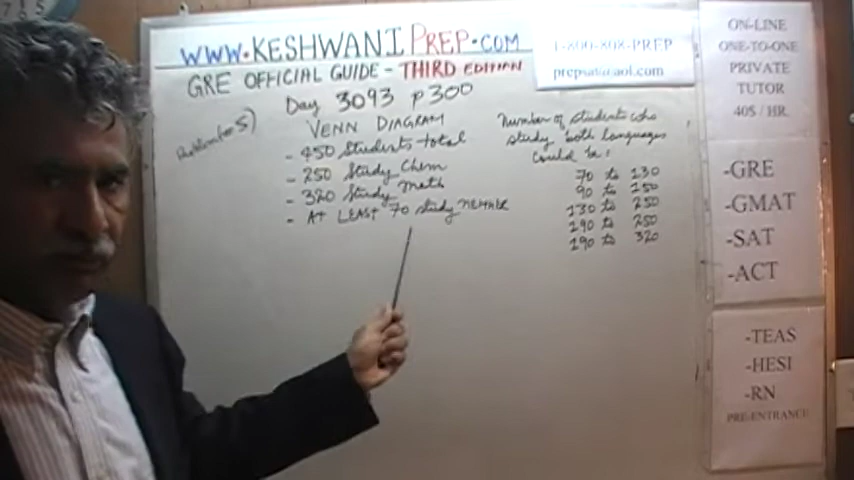 WWW.KESHWANIPREP.COM
GRE OFFICIAL GUIDE - THIRD EDITION
1-800-808-PREP
prepsat@aol.com
Day 3093 p300
VENN DIAGRAM
- 450 Students total
- 250 Study Chem
- 320 Study Math
- AT LEAST 70 study NEITHER
Number of students who
study both languages
could be:
70 to 130
90 to 150
130 to 250
190 to 250
190 to 320
ON-LINE
ONE-TO-ONE
PRIVATE
TUTOR
40$ / HR.
-GRE
-GMAT
-SAT
-ACT
-TEAS
-HESI
-RN
PRE-ENTRANCE